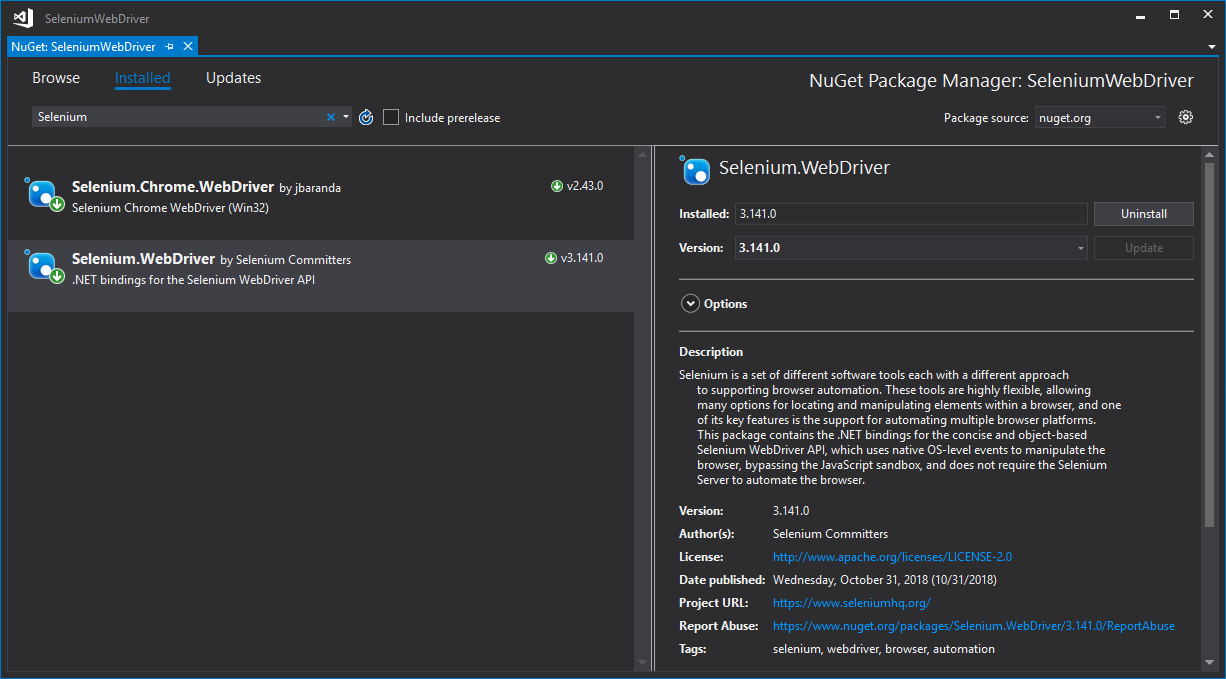 SeleniumWebDriver
NuGet: SeleniumWebDriver
Browse Installed Updates
NuGet Package Manager: SeleniumWebDriver
Selenium
Include prerelease
Package source: nuget.org
Selenium.Chrome.WebDriver by jbaranda v2.43.0
Selenium Chrome WebDriver (Win32)
Selenium.WebDriver by Selenium Committers v3.141.0
.NET bindings for the Selenium WebDriver API
Selenium.WebDriver
Installed: 3.141.0 Uninstall
Version: 3.141.0 Update
Options
Description
Selenium is a set of different software tools each with a different approach
to supporting browser automation. These tools are highly flexible, allowing
many options for locating and manipulating elements within a browser, and one
of its key features is the support for automating multiple browser platforms.
This package contains the .NET bindings for the concise and object-based
Selenium WebDriver API, which uses native OS-level events to manipulate the
browser, bypassing the JavaScript sandbox, and does not require the Selenium
Server to automate the browser.
Version: 3.141.0
Author(s): Selenium Committers
License: http://www.apache.org/licenses/LICENSE-2.0
Date published: Wednesday, October 31, 2018 (10/31/2018)
Project URL: https://www.seleniumhq.org/
Report Abuse: https://www.nuget.org/packages/Selenium.WebDriver/3.141.0/ReportAbuse
Tags: selenium, webdriver, browser, automation